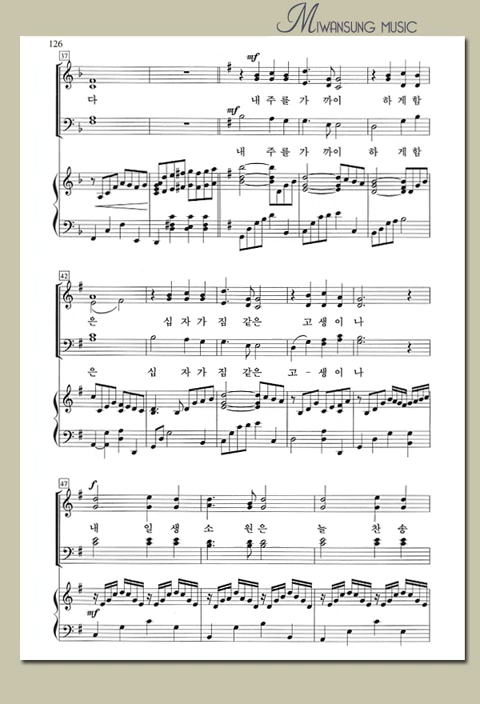 MIWANSUNG MUSIC
126
37
mf
다 내 주 를 가 까이 하 게 함
mf
내 주 를 가 까이 하 게 함
42
은 십 자 가 짐 같은 고 - 생 이 나
은 십 자 가 짐 같은 고 - 생 이 나
47
f
내 일 생 소 원 은 늘 찬 송
mf